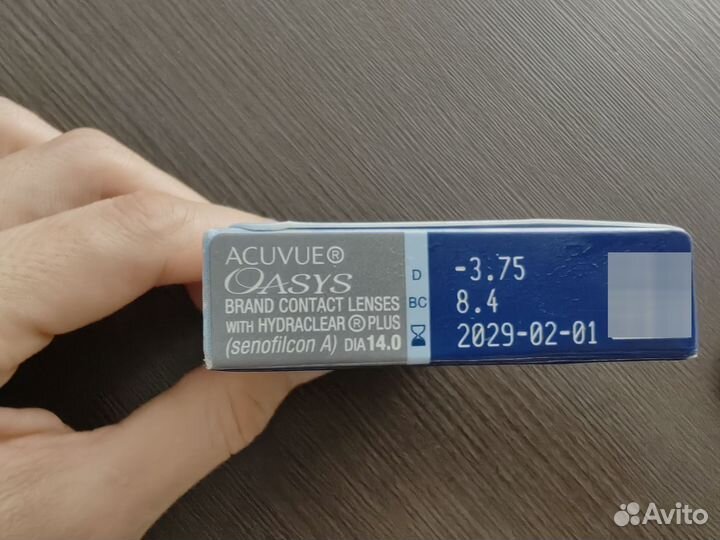 ACUVUE®
OASYS
BRAND CONTACT LENSES
WITH HYDRACLEAR ® PLUS
(senofilcon A) DIA 14.0
D -3.75
BC 8.4
2029-02-01
Avito